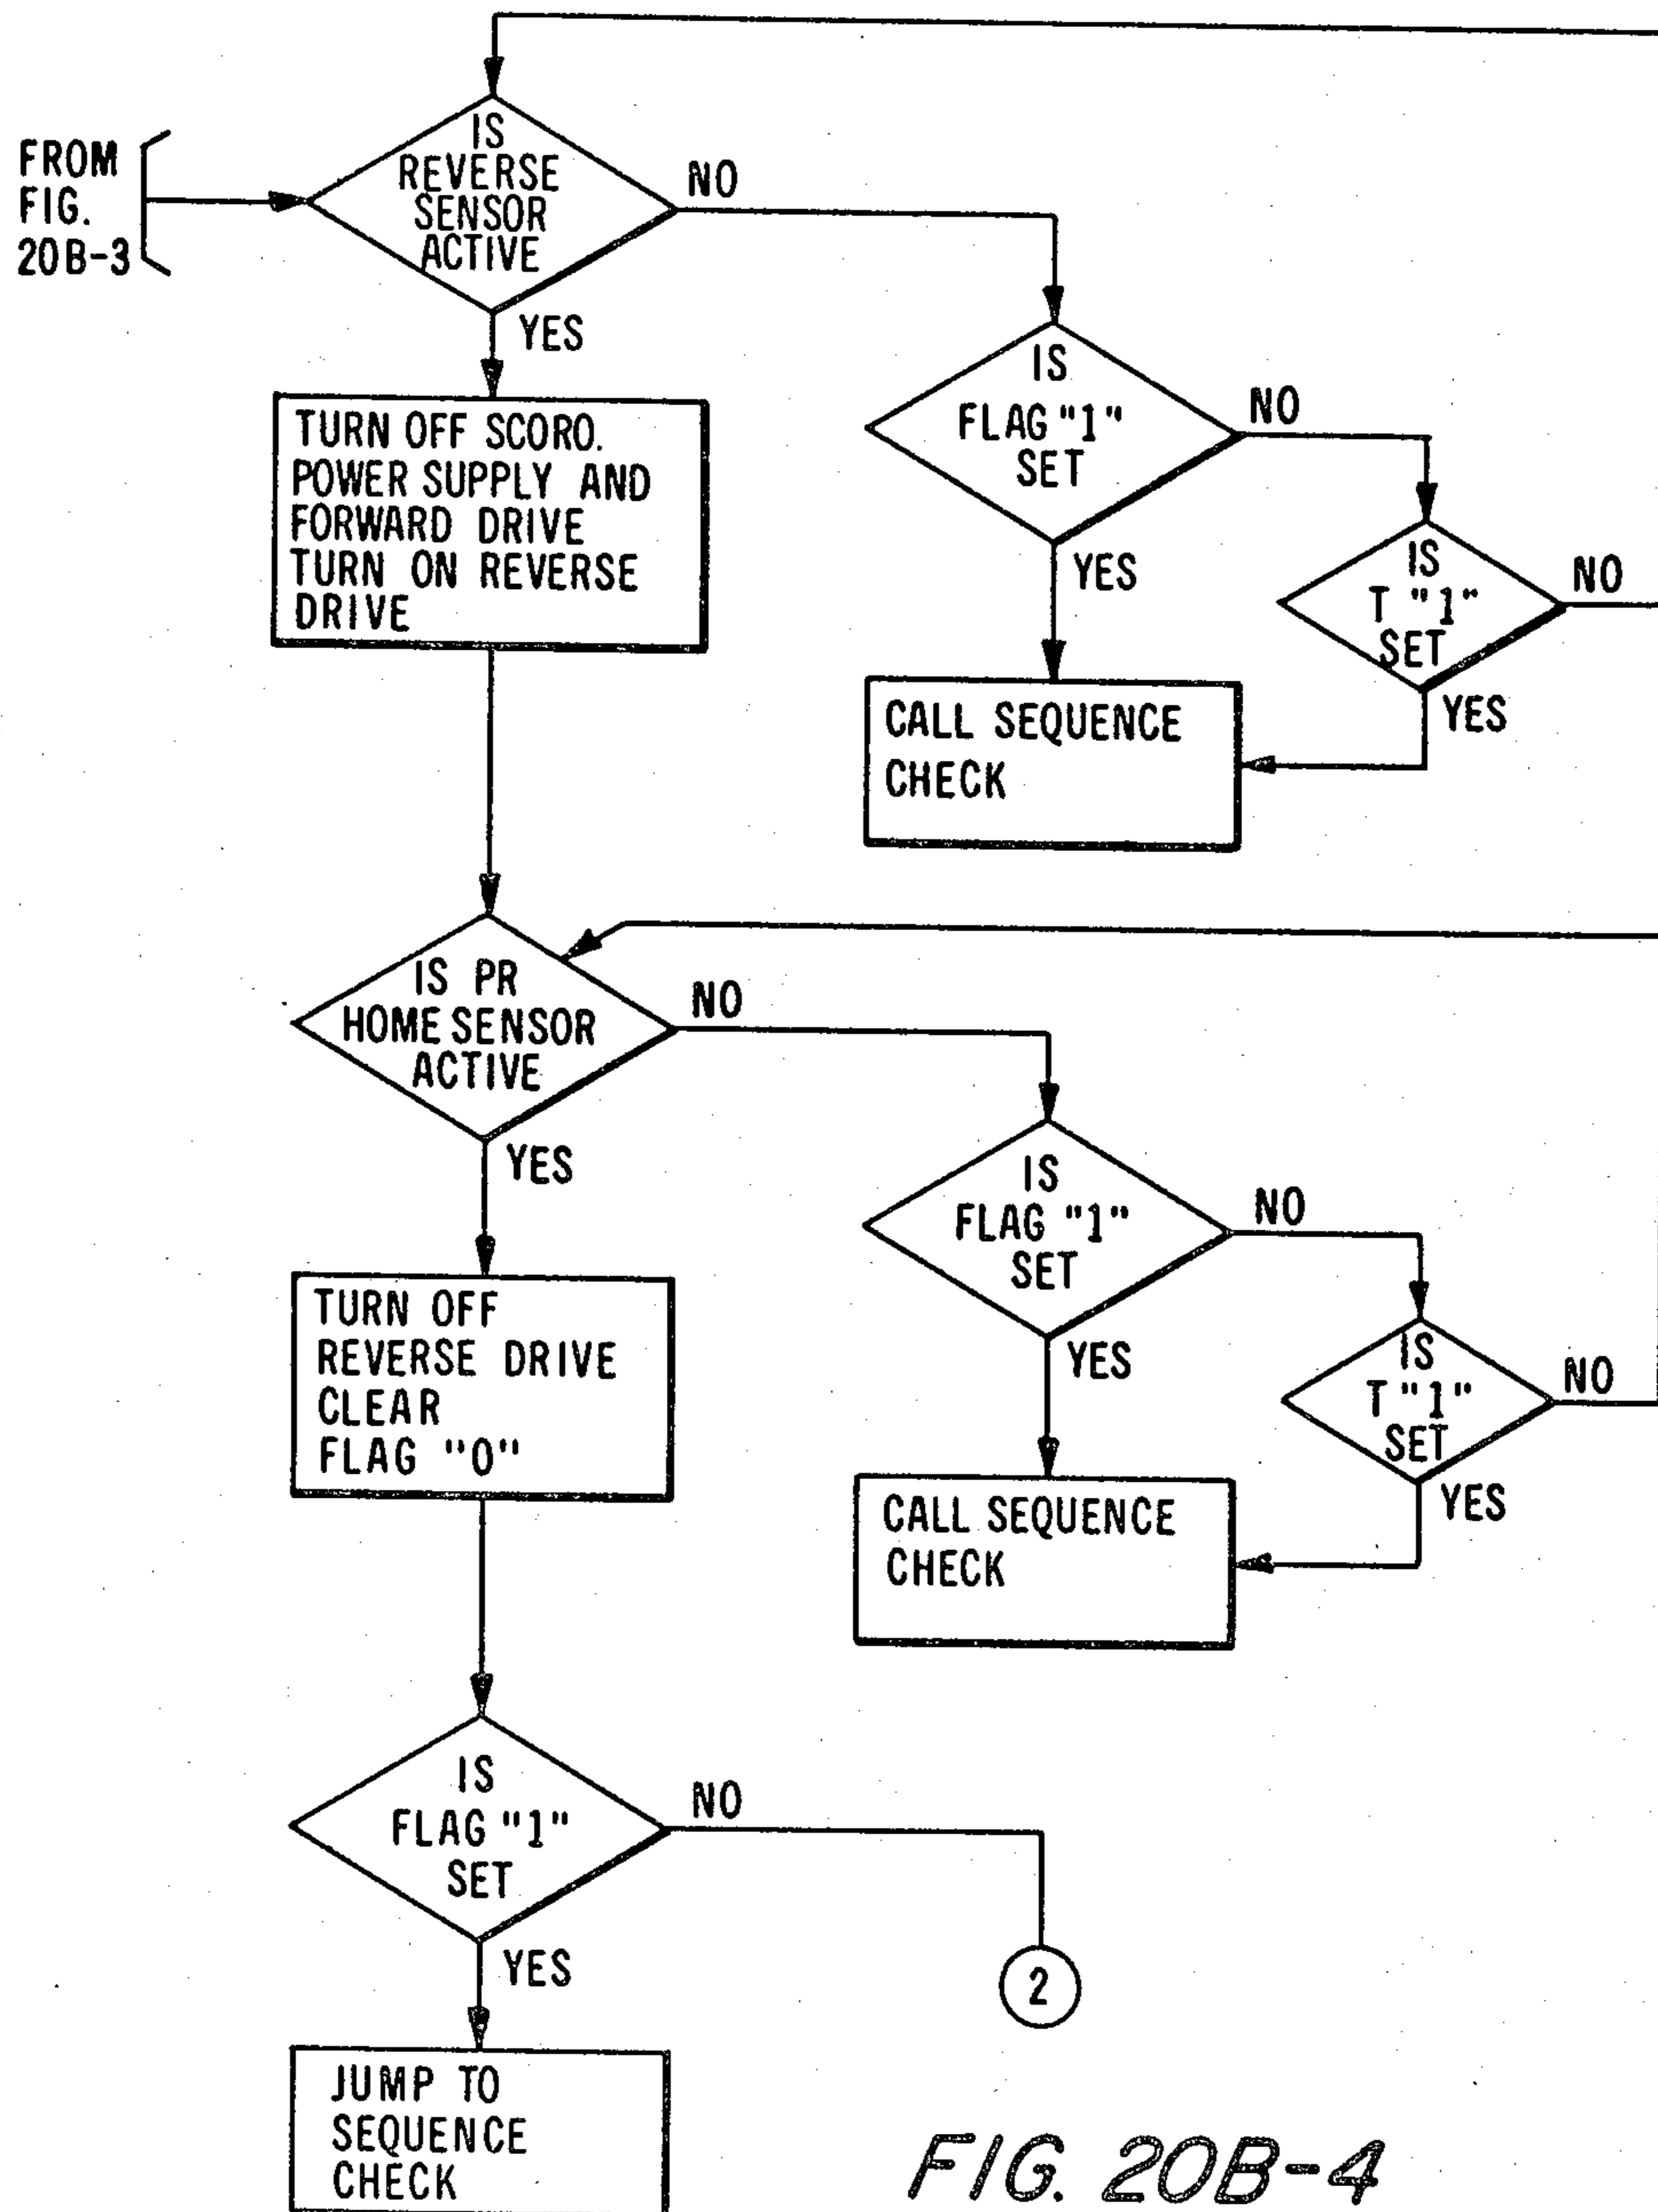 FROM
FIG.
20B-3
IS
REVERSE
SENSOR
ACTIVE
NO
YES
TURN OFF SCORO.
POWER SUPPLY AND
FORWARD DRIVE
TURN ON REVERSE
DRIVE
IS
FLAG "1"
SET
NO
YES
IS
T "1"
SET
NO
YES
CALL SEQUENCE
CHECK
IS PR
HOME SENSOR
ACTIVE
NO
YES
TURN OFF
REVERSE DRIVE
CLEAR
FLAG "0"
IS
FLAG "1"
SET
NO
YES
IS
T "1"
SET
NO
YES
CALL SEQUENCE
CHECK
IS
FLAG "1"
SET
NO
YES
2
JUMP TO
SEQUENCE
CHECK
FIG. 20B-4